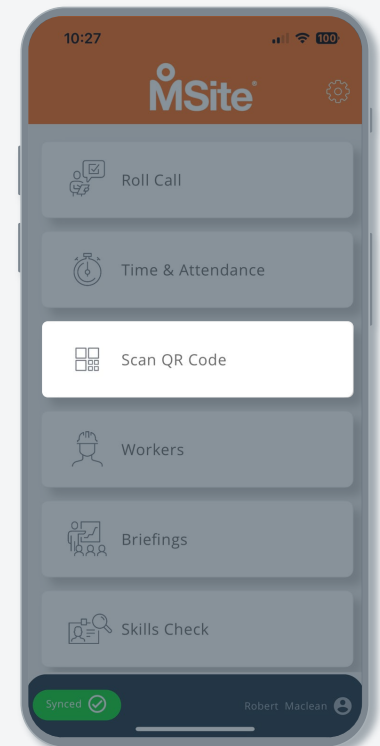 10:27
100
MSite®
Roll Call
Time & Attendance
Scan QR Code
Workers
Briefings
Skills Check
Synced
Robert Maclean